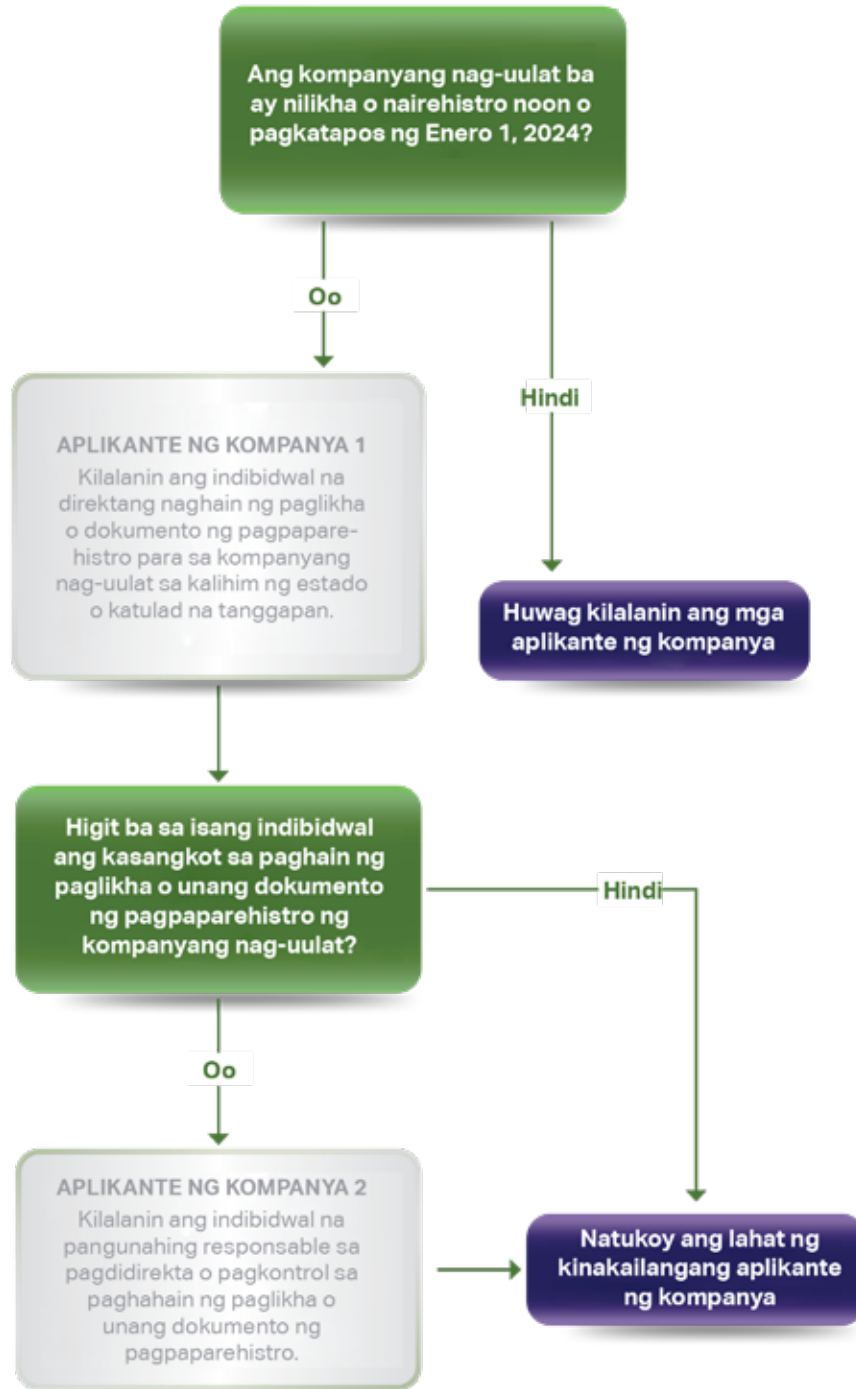 Ang kompanyang nag-uulat ba
ay nilikha o nairehistro noon o
pagkatapos ng Enero 1, 2024?
Oo
Hindi
APLIKANTE NG KOMPANYA 1
Kilalanin ang indibidwal na
direktang naghain ng paglikha
o dokumento ng pagpapare-
histro para sa kompanyang
nag-uulat sa kalihim ng estado
o katulad na tanggapan.
Huwag kilalanin ang mga
aplikante ng kompanya
Higit ba sa isang indibidwal
ang kasangkot sa paghain ng
paglikha o unang dokumento
ng pagpaparehistro ng
kompanyang nag-uulat?
Hindi
Oo
APLIKANTE NG KOMPANYA 2
Kilalanin ang indibidwal na
pangunahing responsable sa
pagdidirekta o pagkontrol sa
paghahain ng paglikha o
unang dokumento ng
pagpaparehistro.
Natukoy ang lahat ng
kinakailangang aplikante
ng kompanya